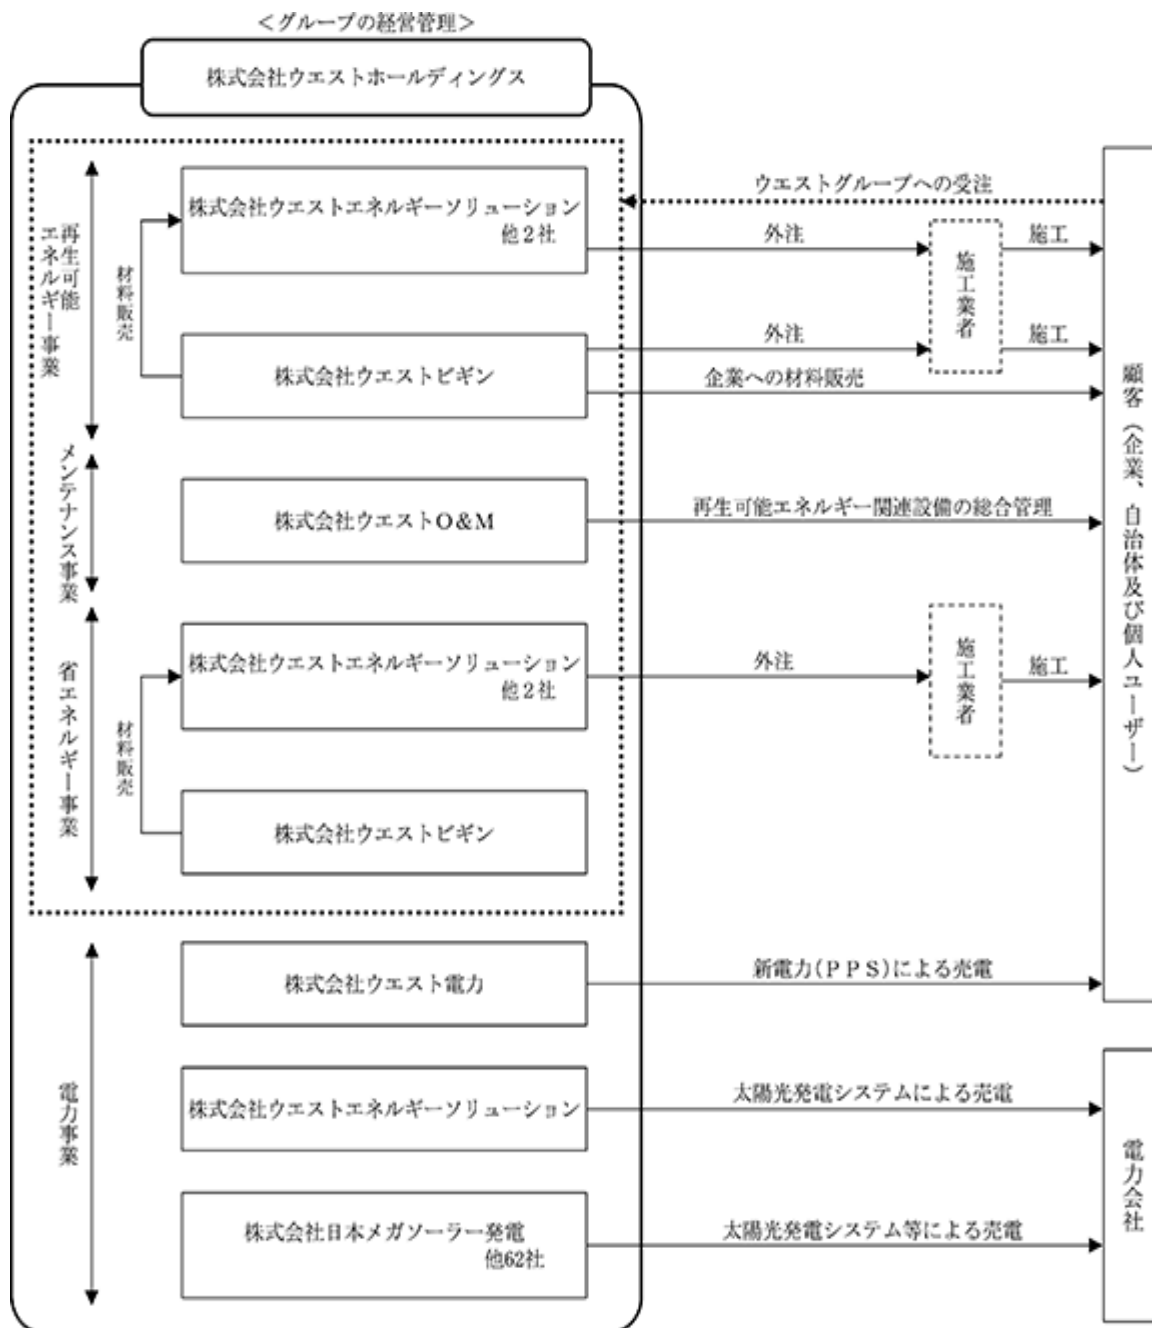 ＜グループの経営管理＞
株式会社ウエストホールディングス
再生可能
エネルギー事業
材料販売
株式会社ウエストエネルギーソリューション
他２社
株式会社ウエストビギン
ウエストグループへの受注
外注
施工業者
施工
外注
施工
企業への材料販売
メンテナンス事業
株式会社ウエストＯ＆Ｍ
再生可能エネルギー関連設備の総合管理
省エネルギー事業
材料販売
株式会社ウエストエネルギーソリューション
他２社
外注
施工業者
施工
株式会社ウエストビギン
顧客（企業、自治体及び個人ユーザー）
電力事業
株式会社ウエスト電力
新電力（ＰＰＳ）による売電
株式会社ウエストエネルギーソリューション
太陽光発電システムによる売電
株式会社日本メガソーラー発電
他62社
太陽光発電システム等による売電
電力会社